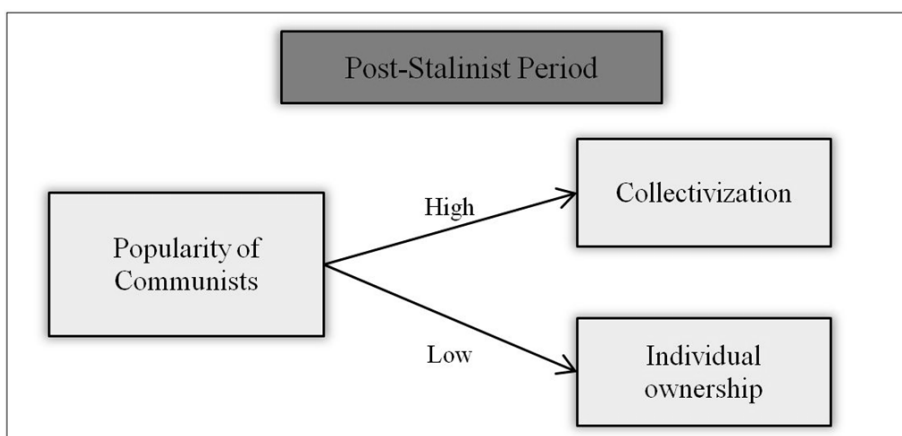 Post-Stalinist Period
Popularity of
Communists
High
Collectivization
Low
Individual
ownership